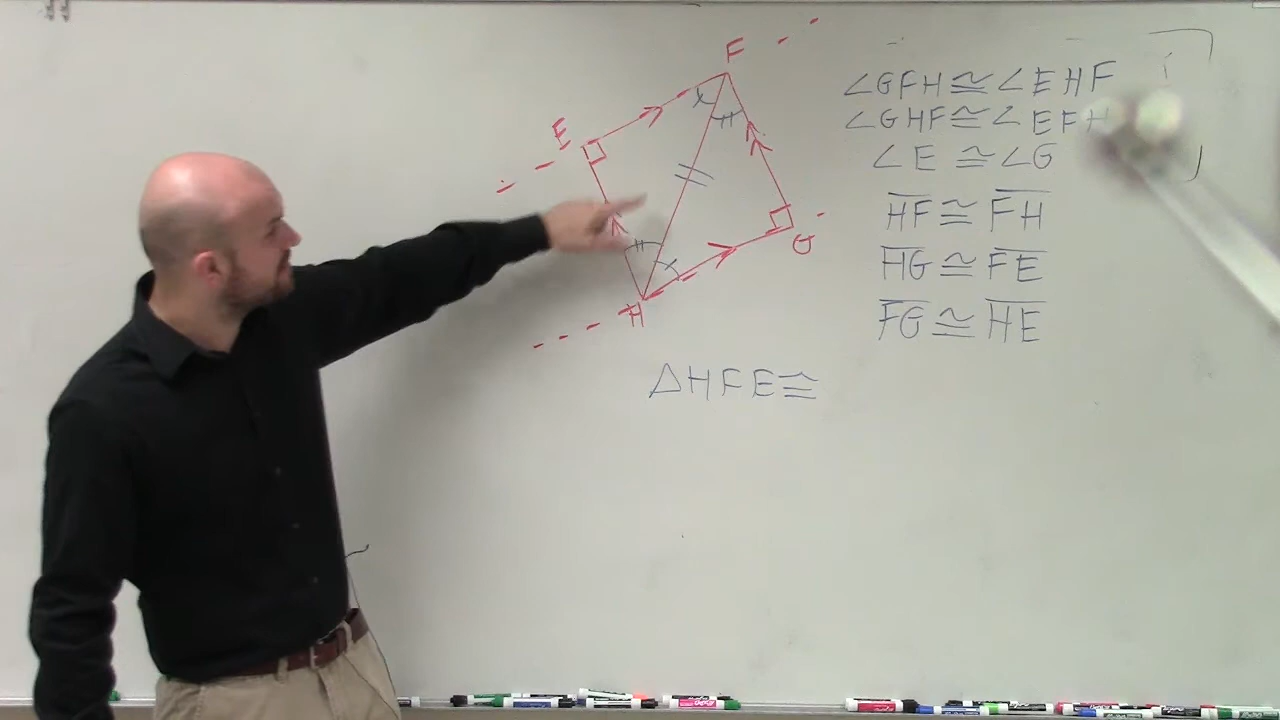 F
E
G
H
x
x
∠GFH ≅ ∠EHF
∠GHF ≅ ∠EFH
∠E ≅ ∠G
HF ≅ FH
HG ≅ FE
FG ≅ HE
△HFE ≅